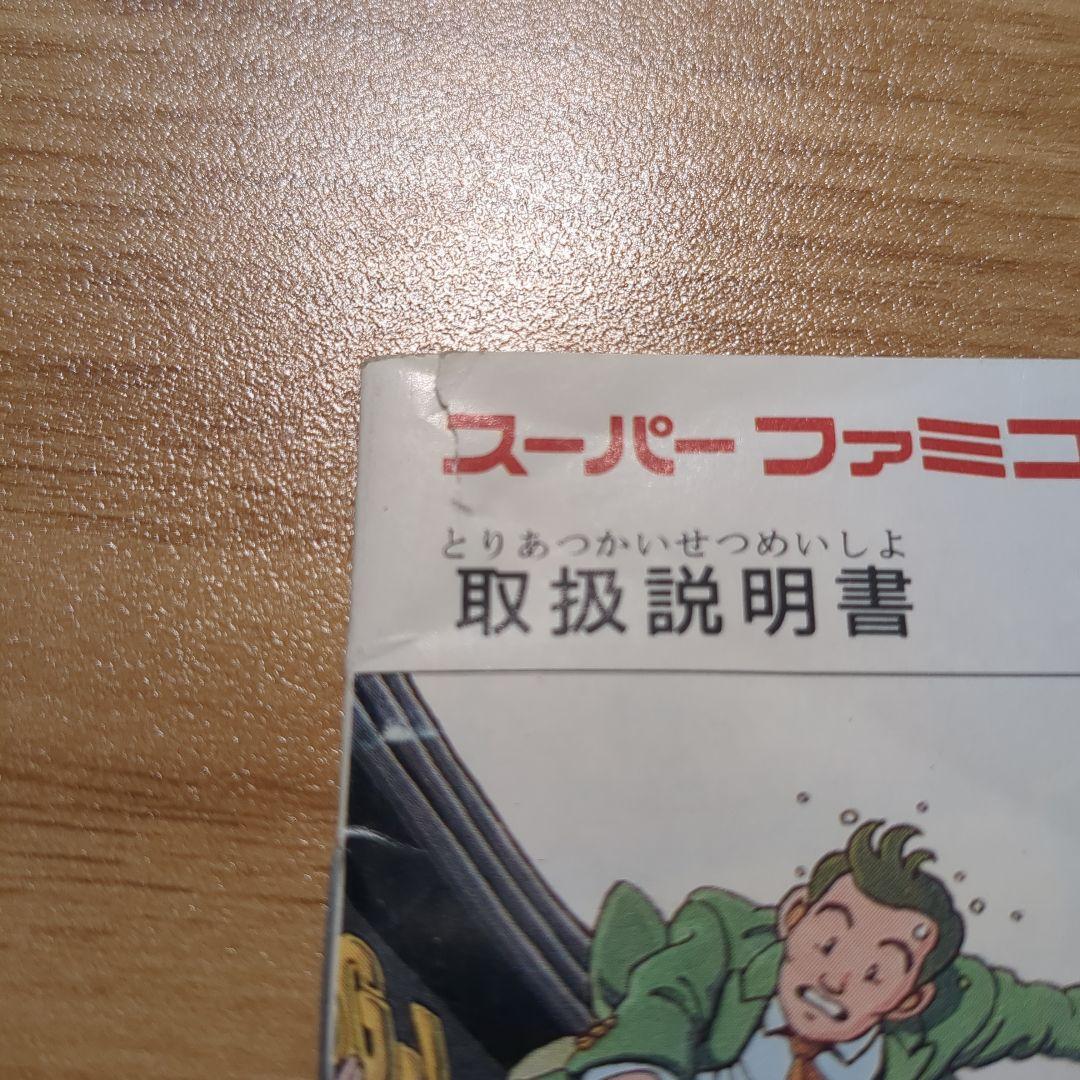 スーパーファミコ
とりあつかいせつめいしよ
取扱説明書